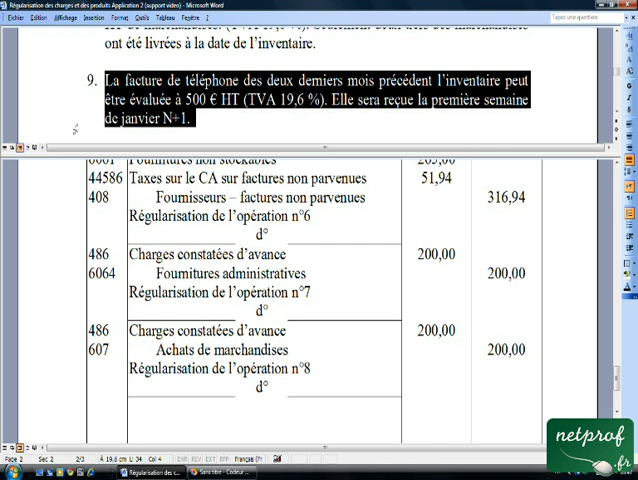 Régularisation des charges et des produits Application 2 (support vidéo) - Microsoft Word
Fichier Edition Affichage Insertion Format Outils Tableau Fenêtre ?
Tapez une question
ont été livrées à la date de l'inventaire.
9. La facture de téléphone des deux derniers mois précédent l'inventaire peut
être évaluée à 500 € HT (TVA 19,6 %). Elle sera reçue la première semaine
de janvier N+1.
Fournitures non stockables
44586 Taxes sur le CA sur factures non parvenues 51,94
408 Fournisseurs – factures non parvenues 316,94
Régularisation de l'opération n°6
d°
486 Charges constatées d'avance 200,00
6064 Fournitures administratives 200,00
Régularisation de l'opération n°7
d°
486 Charges constatées d'avance 200,00
607 Achats de marchandises 200,00
Régularisation de l'opération n°8
d°
netprof
.fr
Page 2 Sec 2 2/3 À 19,6 cm Li 34 Col 4 ENR REV EXT RFP Français (Fr
Régularisation des c... Sans titre - Codeur ...